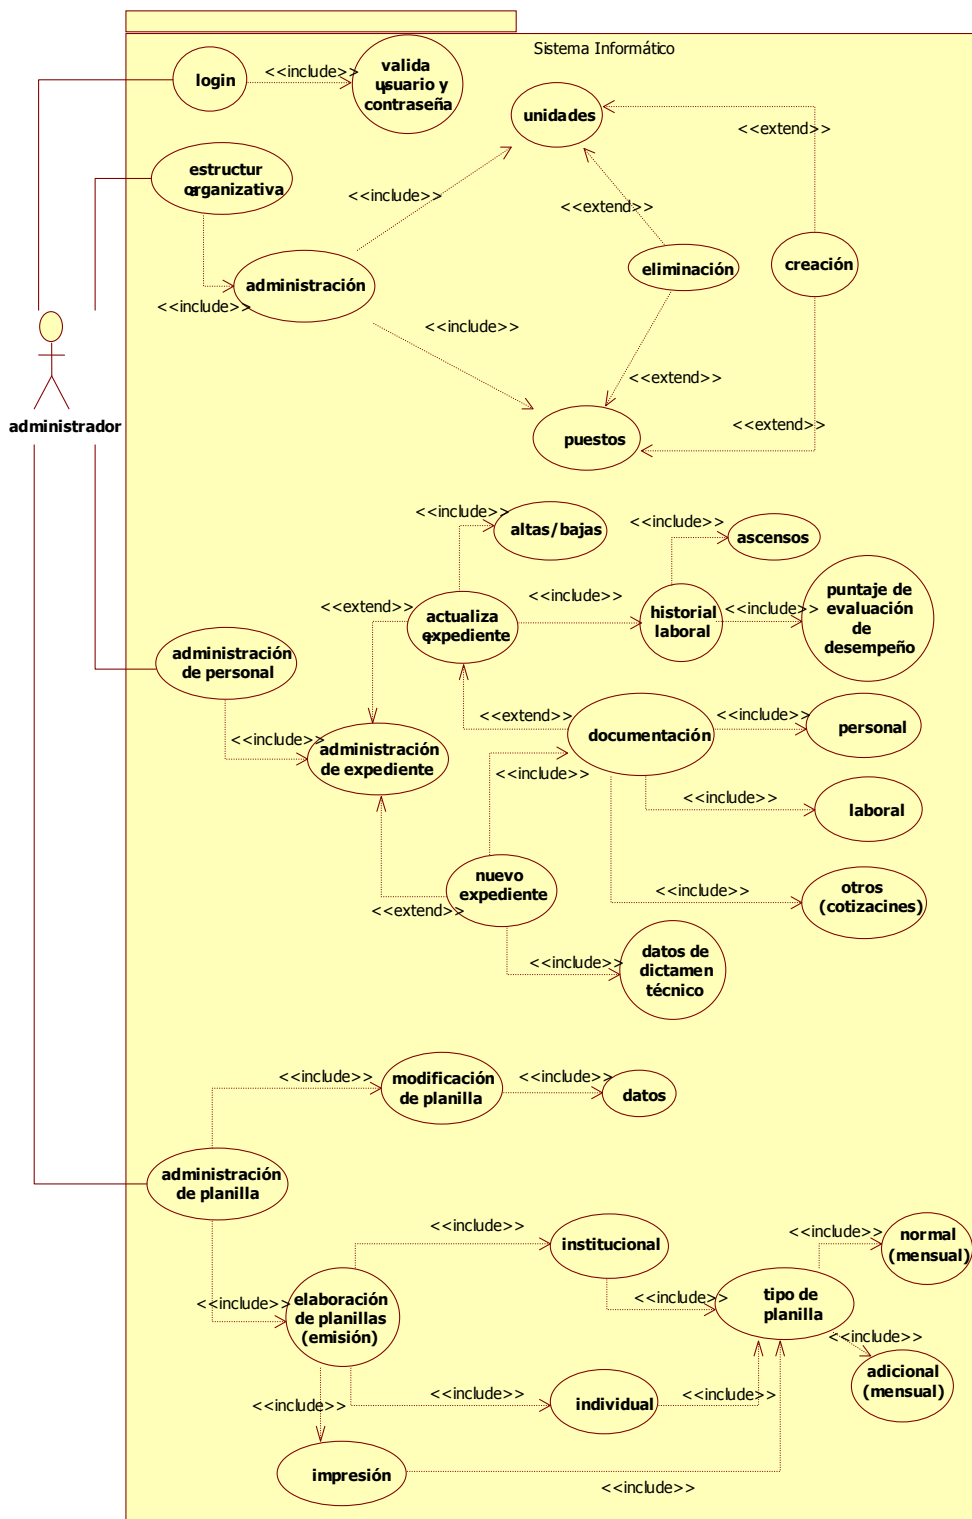 Sistema Informático
login
<<include>>
valida
usuario y
contraseña
unidades
<<extend>>
estructur
organizativa
<<include>>
<<extend>>
administración
<<include>>
eliminación
creación
<<include>>
<<extend>>
administrador
puestos
<<extend>>
<<include>>
altas/bajas
<<include>>
ascensos
<<extend>>
actualiza
expediente
<<include>>
historial
laboral
<<include>>
puntaje de
evaluación
de
desempeño
administración
de personal
<<extend>>
documentación
<<include>>
personal
<<include>>
administración
de expediente
<<include>>
<<include>>
laboral
nuevo
expediente
<<include>>
otros
(cotizacines)
<<extend>>
<<include>>
datos de
dictamen
técnico
<<include>>
modificación
de planilla
<<include>>
datos
administración
de planilla
<<include>>
institucional
<<include>>
normal
(mensual)
<<include>>
elaboración
de planillas
(emisión)
<<include>>
tipo de
planilla
<<include>>
adicional
(mensual)
<<include>>
<<include>>
individual
<<include>>
impresión
<<include>>